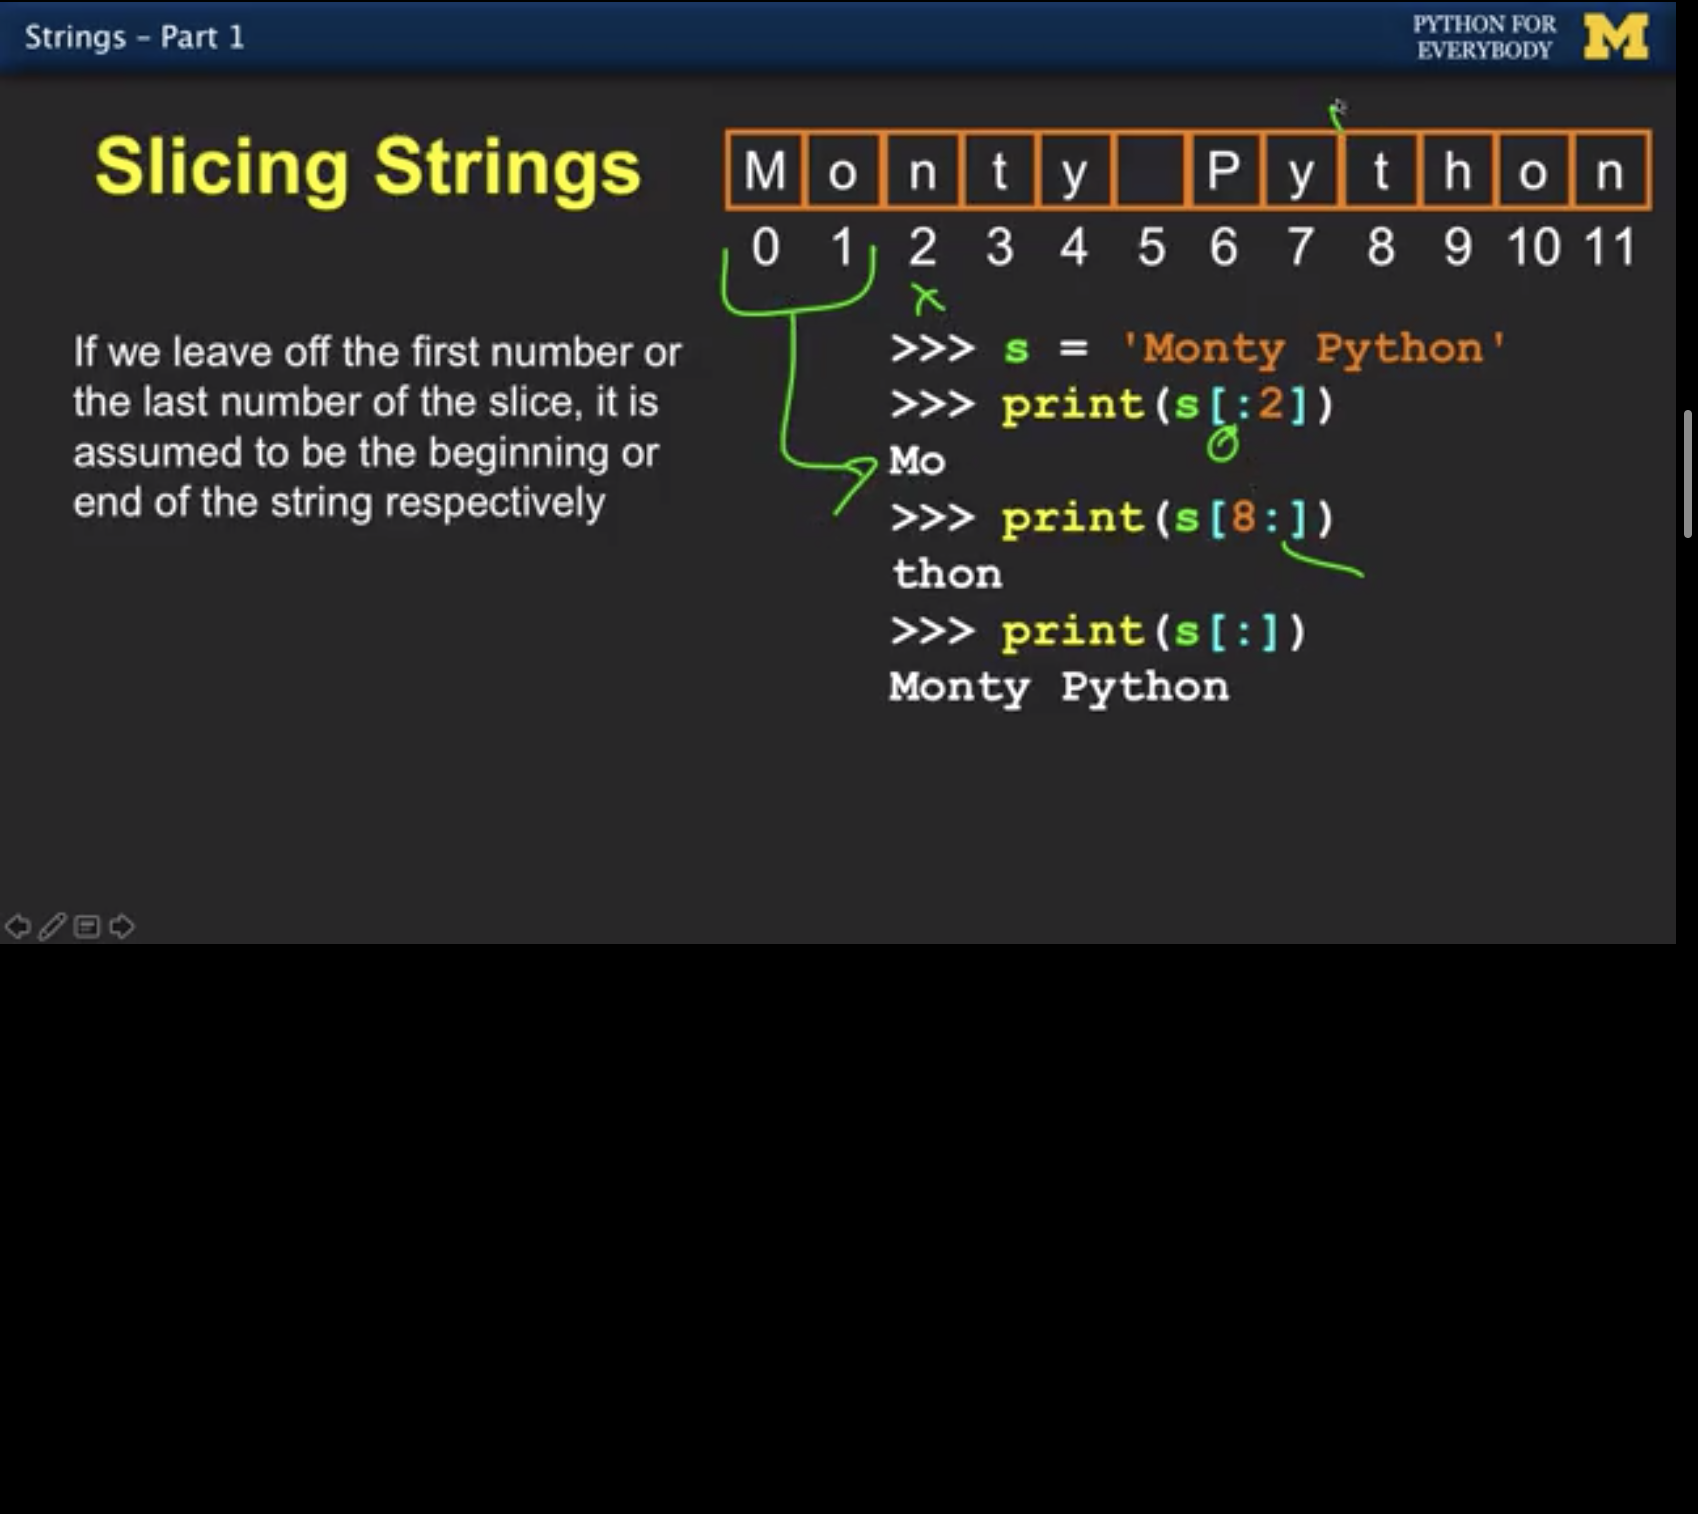 Strings – Part 1
PYTHON FOR
EVERYBODY
M
Slicing Strings
M o n t y P y t h o n
0 1 2 3 4 5 6 7 8 9 10 11
x
If we leave off the first number or
the last number of the slice, it is
assumed to be the beginning or
end of the string respectively
>>> s = 'Monty Python'
>>> print(s[:2])
0
Mo
>>> print(s[8:])
thon
>>> print(s[:])
Monty Python